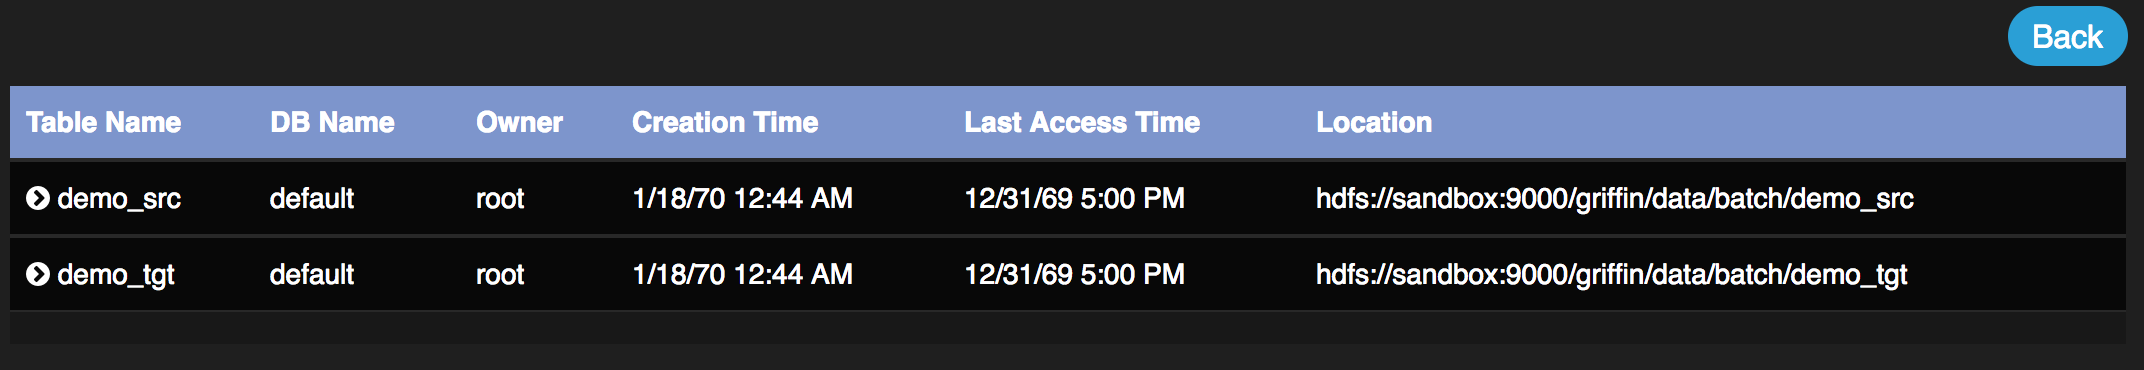 Back
Table Name DB Name Owner Creation Time Last Access Time Location
demo_src default root 1/18/70 12:44 AM 12/31/69 5:00 PM hdfs://sandbox:9000/griffin/data/batch/demo_src
demo_tgt default root 1/18/70 12:44 AM 12/31/69 5:00 PM hdfs://sandbox:9000/griffin/data/batch/demo_tgt